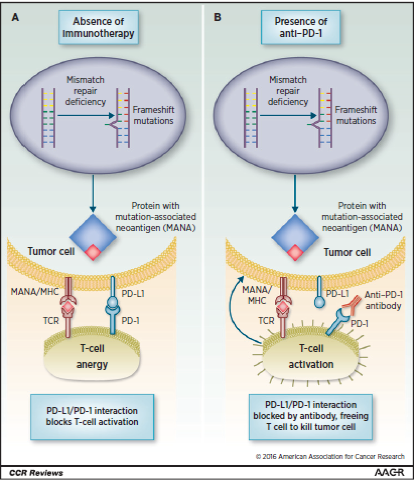 A
Absence of
immunotherapy
Mismatch
repair
deficiency
Frameshift
mutations
Protein with
mutation-associated
neoantigen (MANA)
Tumor cell
MANA/MHC
PD-L1
TCR
PD-1
T-cell
anergy
PD-L1/PD-1 interaction
blocks T-cell activation
B
Presence of
anti–PD-1
Mismatch
repair
deficiency
Frameshift
mutations
Protein with
mutation-associated
neoantigen (MANA)
Tumor cell
MANA/
MHC
PD-L1
Anti–PD-1
antibody
TCR
PD-1
T-cell
activation
PD-L1/PD-1 interaction
blocked by antibody, freeing
T cell to kill tumor cell
© 2016 American Association for Cancer Research
CCR Reviews
AACR